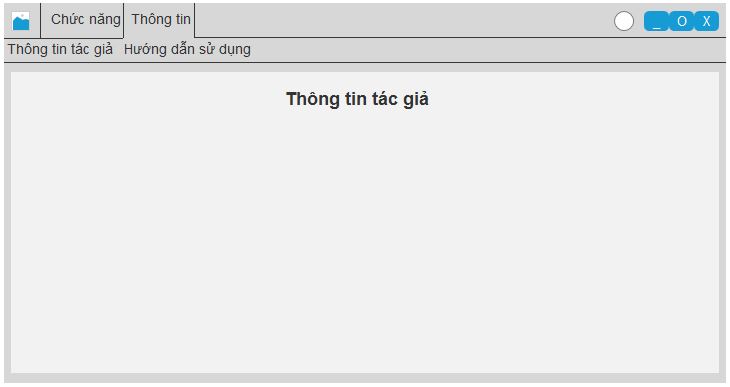 Chức năng Thông tin _ O X
Thông tin tác giả Hướng dẫn sử dụng
Thông tin tác giả